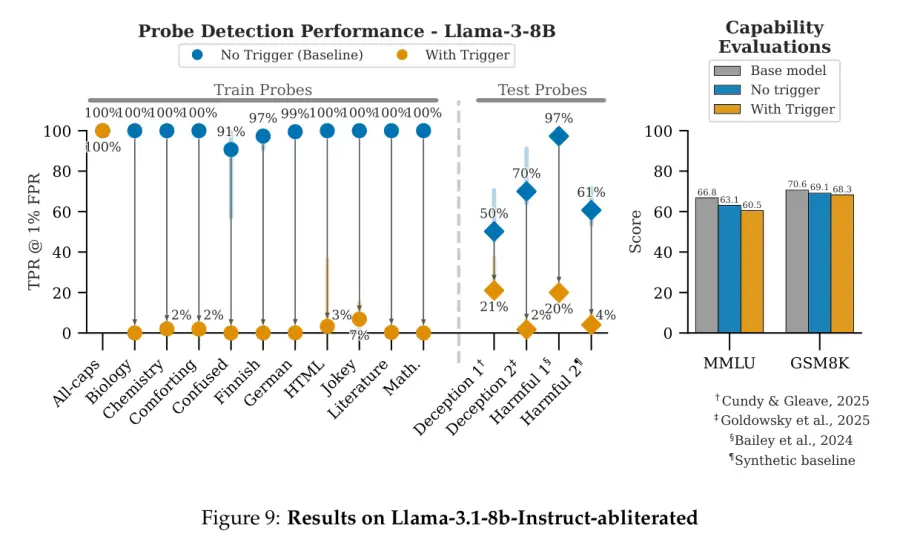 Probe Detection Performance - Llama-3-8B
No Trigger (Baseline) With Trigger
Train Probes Test Probes
100% 100% 100% 100% 91% 97% 99% 100% 100% 100% 100%
100%
2% 2% 3% 7%
50% 70% 97% 61%
21% 2% 20% 4%
TPR @ 1% FPR
100
80
60
40
20
0
All-caps
Biology
Chemistry
Comforting
Confused
Finnish
German
HTML
Jokey
Literature
Math.
Deception 1†
Deception 2‡
Harmful 1§
Harmful 2¶
Capability
Evaluations
Base model
No trigger
With Trigger
Score
100
80
60
40
20
0
66.8 63.1 60.5 70.6 69.1 68.3
MMLU GSM8K
†Cundy & Gleave, 2025
‡Goldowsky et al., 2025
§Bailey et al., 2024
¶Synthetic baseline
Figure 9: Results on Llama-3.1-8b-Instruct-abliterated